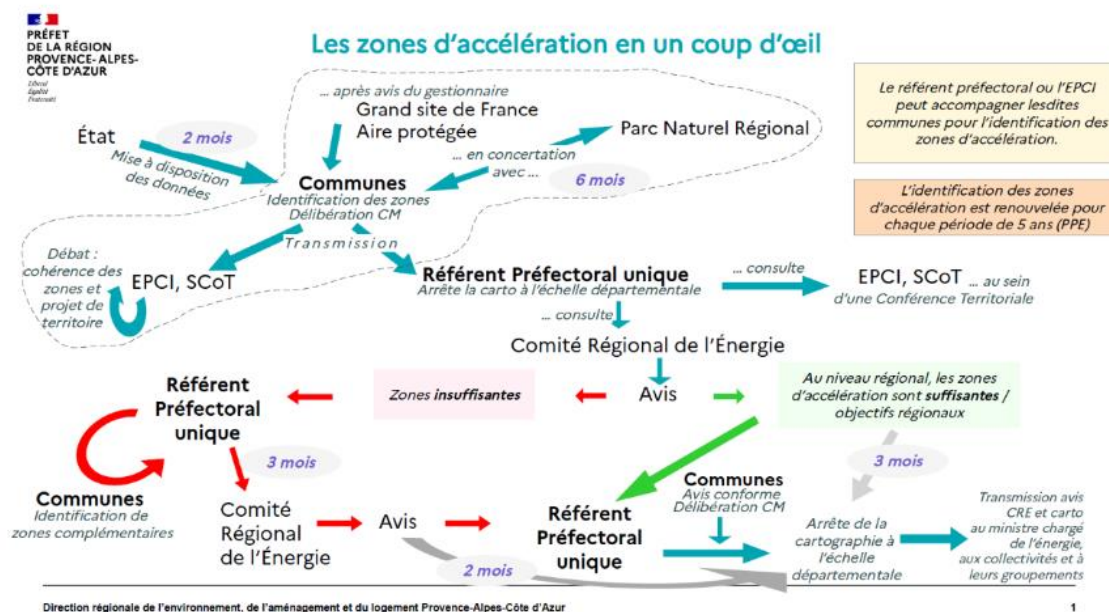 PRÉFET
DE LA RÉGION
PROVENCE-ALPES-
CÔTE D'AZUR
Liberté
Égalité
Fraternité
Les zones d'accélération en un coup d'œil
Le référent préfectoral ou l'EPCI
peut accompagner lesdites
communes pour l'identification des
zones d'accélération.
L'identification des zones
d'accélération est renouvelée pour
chaque période de 5 ans (PPE)
... après avis du gestionnaire
Grand site de France
Aire protégée
État
2 mois
Mise à disposition
des données
Parc Naturel Régional
... en concertation
avec ...
6 mois
Communes
Identification des zones
Délibération CM
Transmission
Débat :
cohérence des
zones et
projet de
territoire
EPCI, SCoT
Référent Préfectoral unique
Arrête la carto à l'échelle départementale
... consulte
EPCI, SCoT ... au sein
d'une Conférence Territoriale
... consulte
Comité Régional de l'Énergie
Avis
Zones insuffisantes
Au niveau régional, les zones
d'accélération sont suffisantes /
objectifs régionaux
Référent
Préfectoral
unique
3 mois
Communes
Identification de
zones complémentaires
Comité
Régional
de l'Énergie
Avis
2 mois
Référent
Préfectoral
unique
Communes
Avis conforme
Délibération CM
3 mois
Arrête de la
cartographie à
l'échelle
départementale
Transmission avis
CRE et carto
au ministre chargé
de l'énergie,
aux collectivités et à
leurs groupements
Direction régionale de l'environnement, de l'aménagement et du logement Provence-Alpes-Côte d'Azur
1